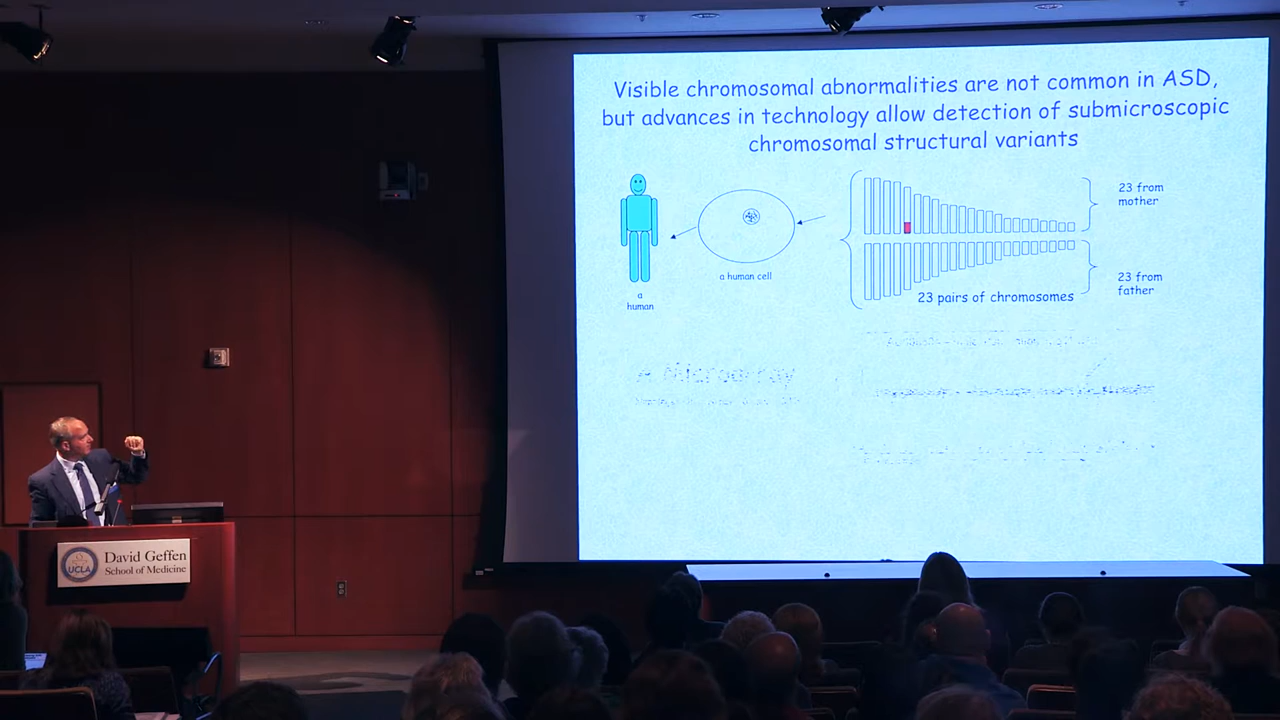 Visible chromosomal abnormalities are not common in ASD,
but advances in technology allow detection of submicroscopic
chromosomal structural variants
23 from
mother
a human cell
a
human
23 pairs of chromosomes
23 from
father
UCLA
David Geffen
School of Medicine